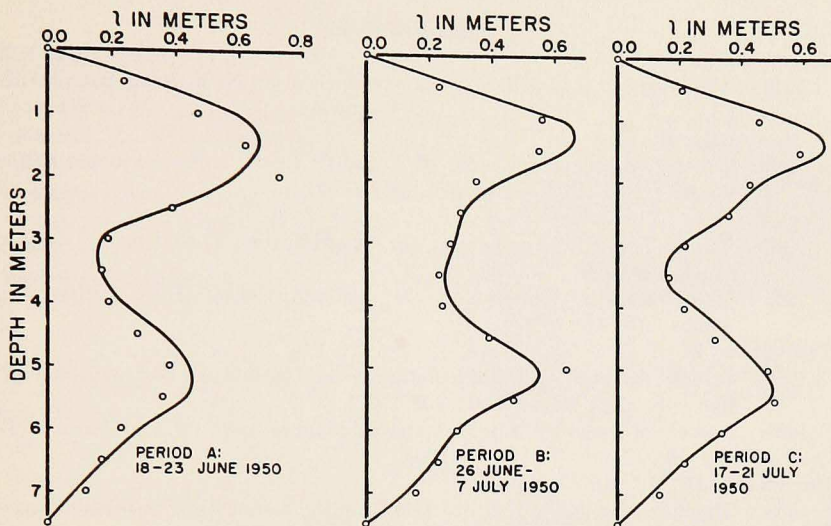 l IN METERS
0.0 0.2 0.4 0.6 0.8
DEPTH IN METERS
1
2
3
4
5
6
7
PERIOD A:
18-23 JUNE 1950
l IN METERS
0.0 0.2 0.4 0.6
PERIOD B:
26 JUNE-
7 JULY 1950
l IN METERS
0.0 0.2 0.4 0.6
PERIOD C:
17-21 JULY
1950